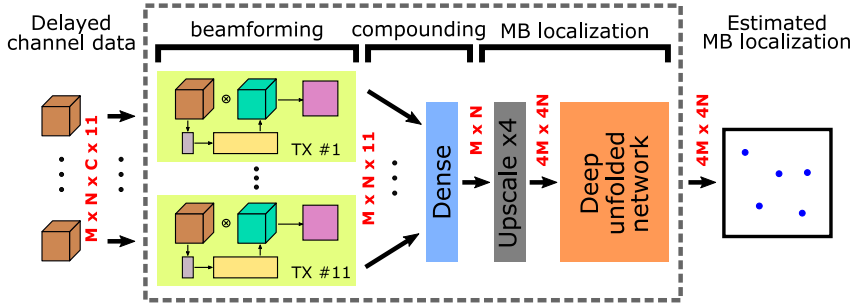 Delayed
channel data
beamforming
compounding
MB localization
Estimated
MB localization
M x N x C x 11
TX #1
TX #11
M x N x 11
Dense
M x N
Upscale x4
4M x 4N
Deep
unfolded
network
4M x 4N